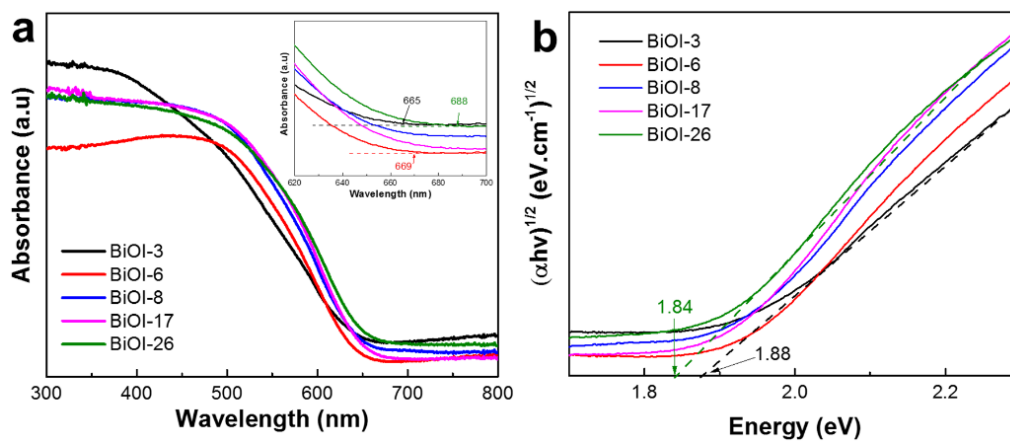 a
Absorbance (a.u)
BiOI-3
BiOI-6
BiOI-8
BiOI-17
BiOI-26
300 400 500 600 700 800
Wavelength (nm)
Absorbance (a.u)
665
688
669
620 640 660 680 700
Wavelength (nm)
b
(αhv)1/2 (eV.cm-1)1/2
BiOI-3
BiOI-6
BiOI-8
BiOI-17
BiOI-26
1.84
1.88
1.8 2.0 2.2
Energy (eV)